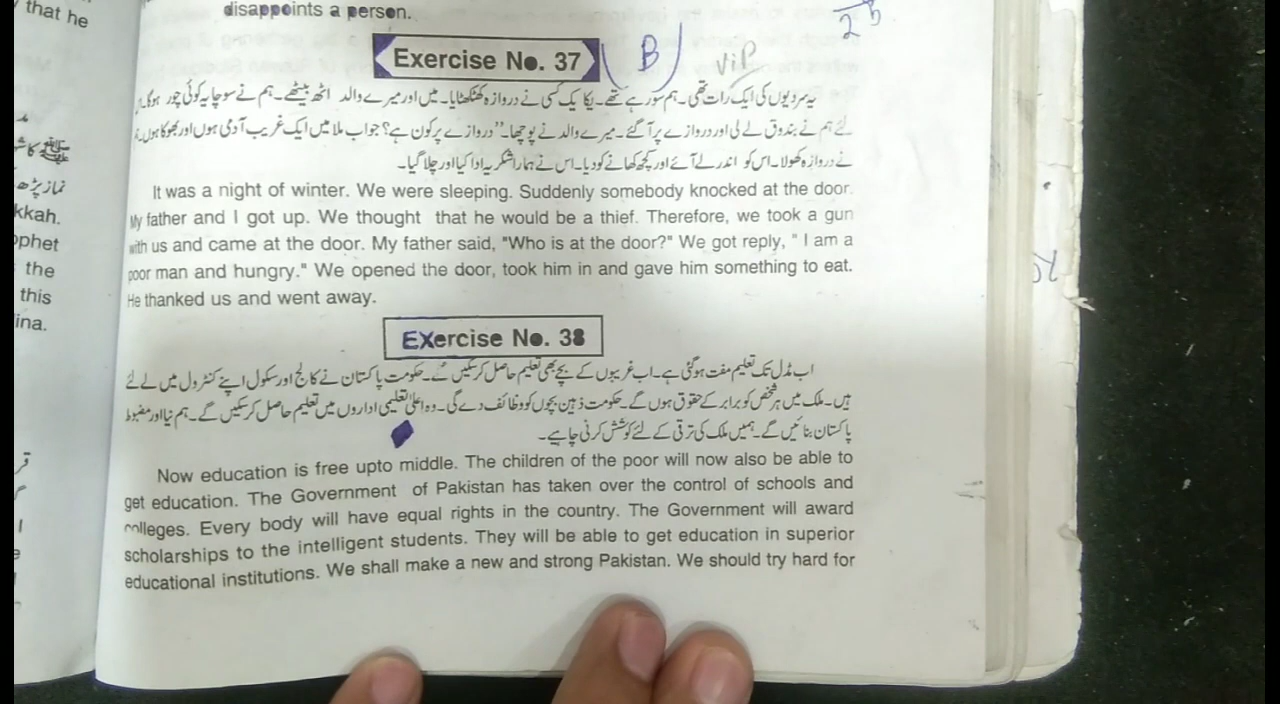 that he
kkah.
ophet
the
this
ina.
disappoints a person.
Exercise No. 37
B
ViP
یہ سردیوں کی ایک رات تھی۔ ہم سو رہے تھے۔ یکا یک کسی نے دروازہ کھٹکھٹایا۔ میں اور میرے والد اٹھ بیٹھے۔ ہم نے سوچا یہ کوئی چور ہوگا۔
لئے ہم نے بندوق لے لی اور دروازے پر آگئے۔ میرے والد نے پوچھا۔"دروازے پر کون ہے؟ جواب ملا میں ایک غریب آدمی ہوں اور بھوکا ہوں۔
نے دروازہ کھولا۔ اس کو اندر لے آئے اور کچھ کھانے کو دیا۔ اس نے ہمارا شکریہ ادا کیا اور چلا گیا۔
It was a night of winter. We were sleeping. Suddenly somebody knocked at the door.
My father and I got up. We thought that he would be a thief. Therefore, we took a gun
with us and came at the door. My father said, "Who is at the door?" We got reply, " I am a
poor man and hungry." We opened the door, took him in and gave him something to eat.
He thanked us and went away.
Exercise No. 38
اب مڈل تک تعلیم مفت ہوگئی ہے۔ اب غریبوں کے بچے بھی تعلیم حاصل کر سکیں گے۔ حکومت پاکستان نے کالج اور سکول اپنے کنٹرول میں لے لئے
ہیں۔ ملک میں ہر شخص کو برابر کے حقوق ہوں گے۔ حکومت ذہین بچوں کو وظائف دے گی۔ وہ اعلیٰ تعلیمی اداروں میں تعلیم حاصل کر سکیں گے۔ ہم نیا اور مضبوط
پاکستان بنائیں گے۔ ہمیں ملک کی ترقی کے لئے کوشش کرنی چاہیے۔
Now education is free upto middle. The children of the poor will now also be able to
get education. The Government of Pakistan has taken over the control of schools and
colleges. Every body will have equal rights in the country. The Government will award
scholarships to the intelligent students. They will be able to get education in superior
educational institutions. We shall make a new and strong Pakistan. We should try hard for